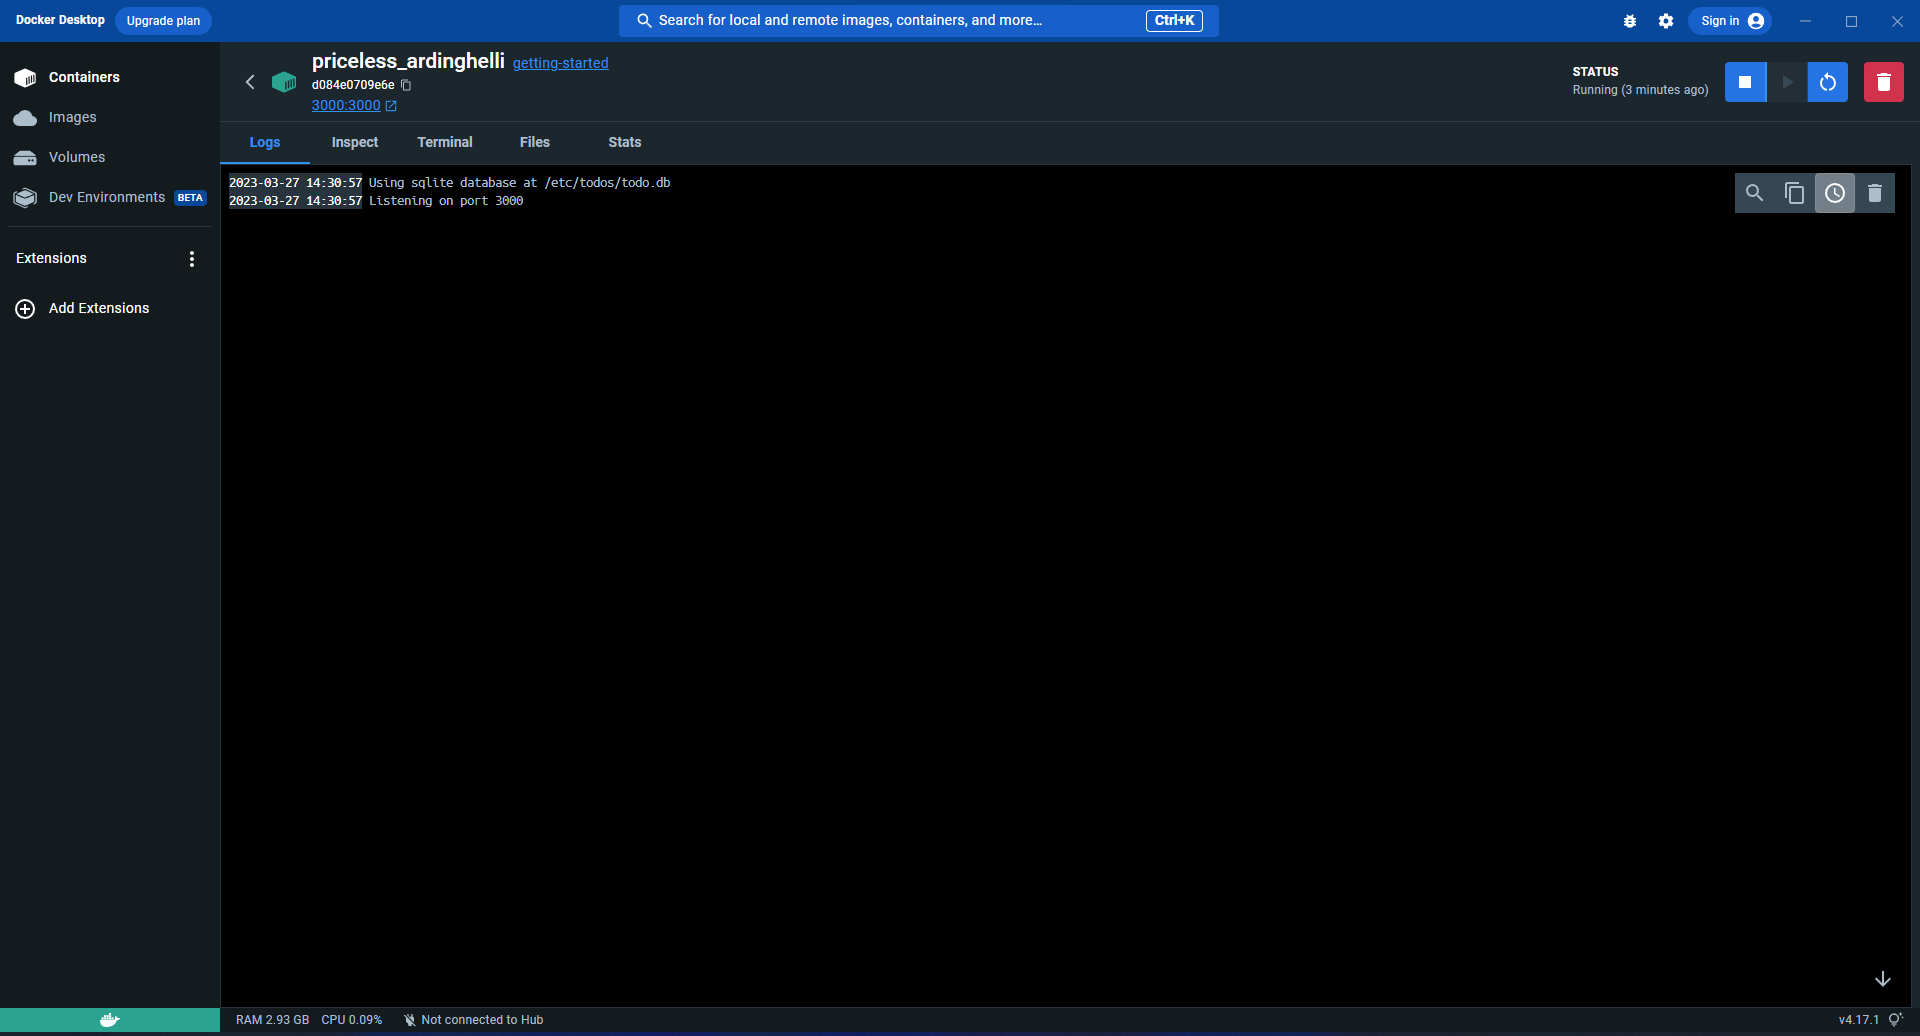 Docker Desktop Upgrade plan Search for local and remote images, containers, and more... Ctrl+K Sign in
Containers
Images
Volumes
Dev Environments BETA
Extensions
Add Extensions
priceless_ardinghelli getting-started
d084e0709e6e
3000:3000
STATUS
Running (3 minutes ago)
Logs Inspect Terminal Files Stats
2023-03-27 14:30:57 Using sqlite database at /etc/todos/todo.db
2023-03-27 14:30:57 Listening on port 3000
RAM 2.93 GB CPU 0.09% Not connected to Hub v4.17.1